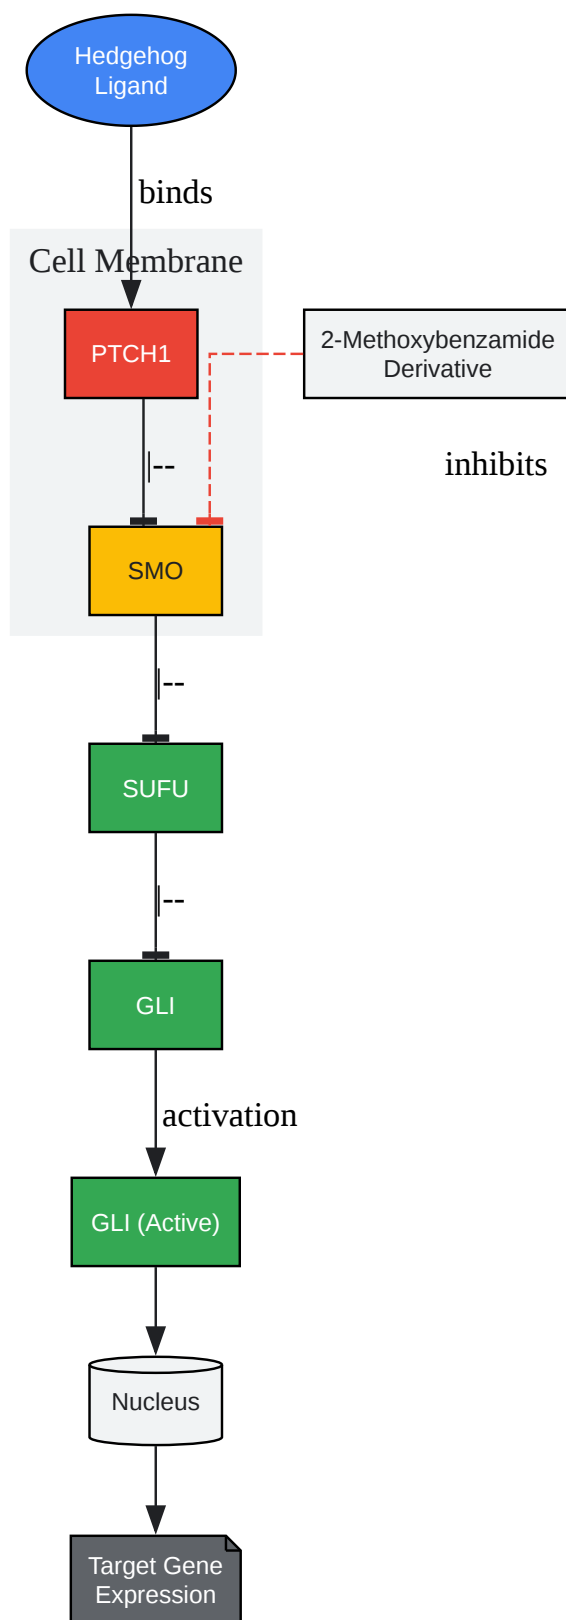 Hedgehog
Ligand
binds
Cell Membrane
PTCH1
2-Methoxybenzamide
Derivative
|--
inhibits
SMO
|--
SUFU
|--
GLI
activation
GLI (Active)
Nucleus
Target Gene
Expression